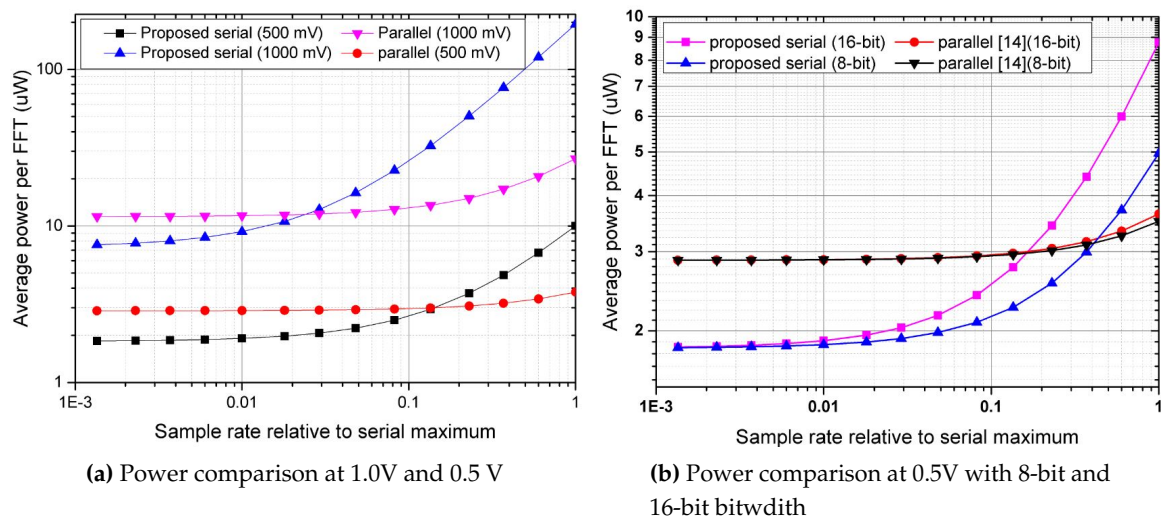 Proposed serial (500 mV)
Proposed serial (1000 mV)
Parallel (1000 mV)
parallel (500 mV)
Average power per FFT (uW)
100
10
1
1E-3
0.01
0.1
1
Sample rate relative to serial maximum
(a) Power comparison at 1.0V and 0.5 V
proposed serial (16-bit)
proposed serial (8-bit)
parallel [14](16-bit)
parallel [14](8-bit)
Average power per FFT (uW)
10
9
8
7
6
5
4
3
2
1E-3
0.01
0.1
1
Sample rate relative to serial maximum
(b) Power comparison at 0.5V with 8-bit and
16-bit bitwdith